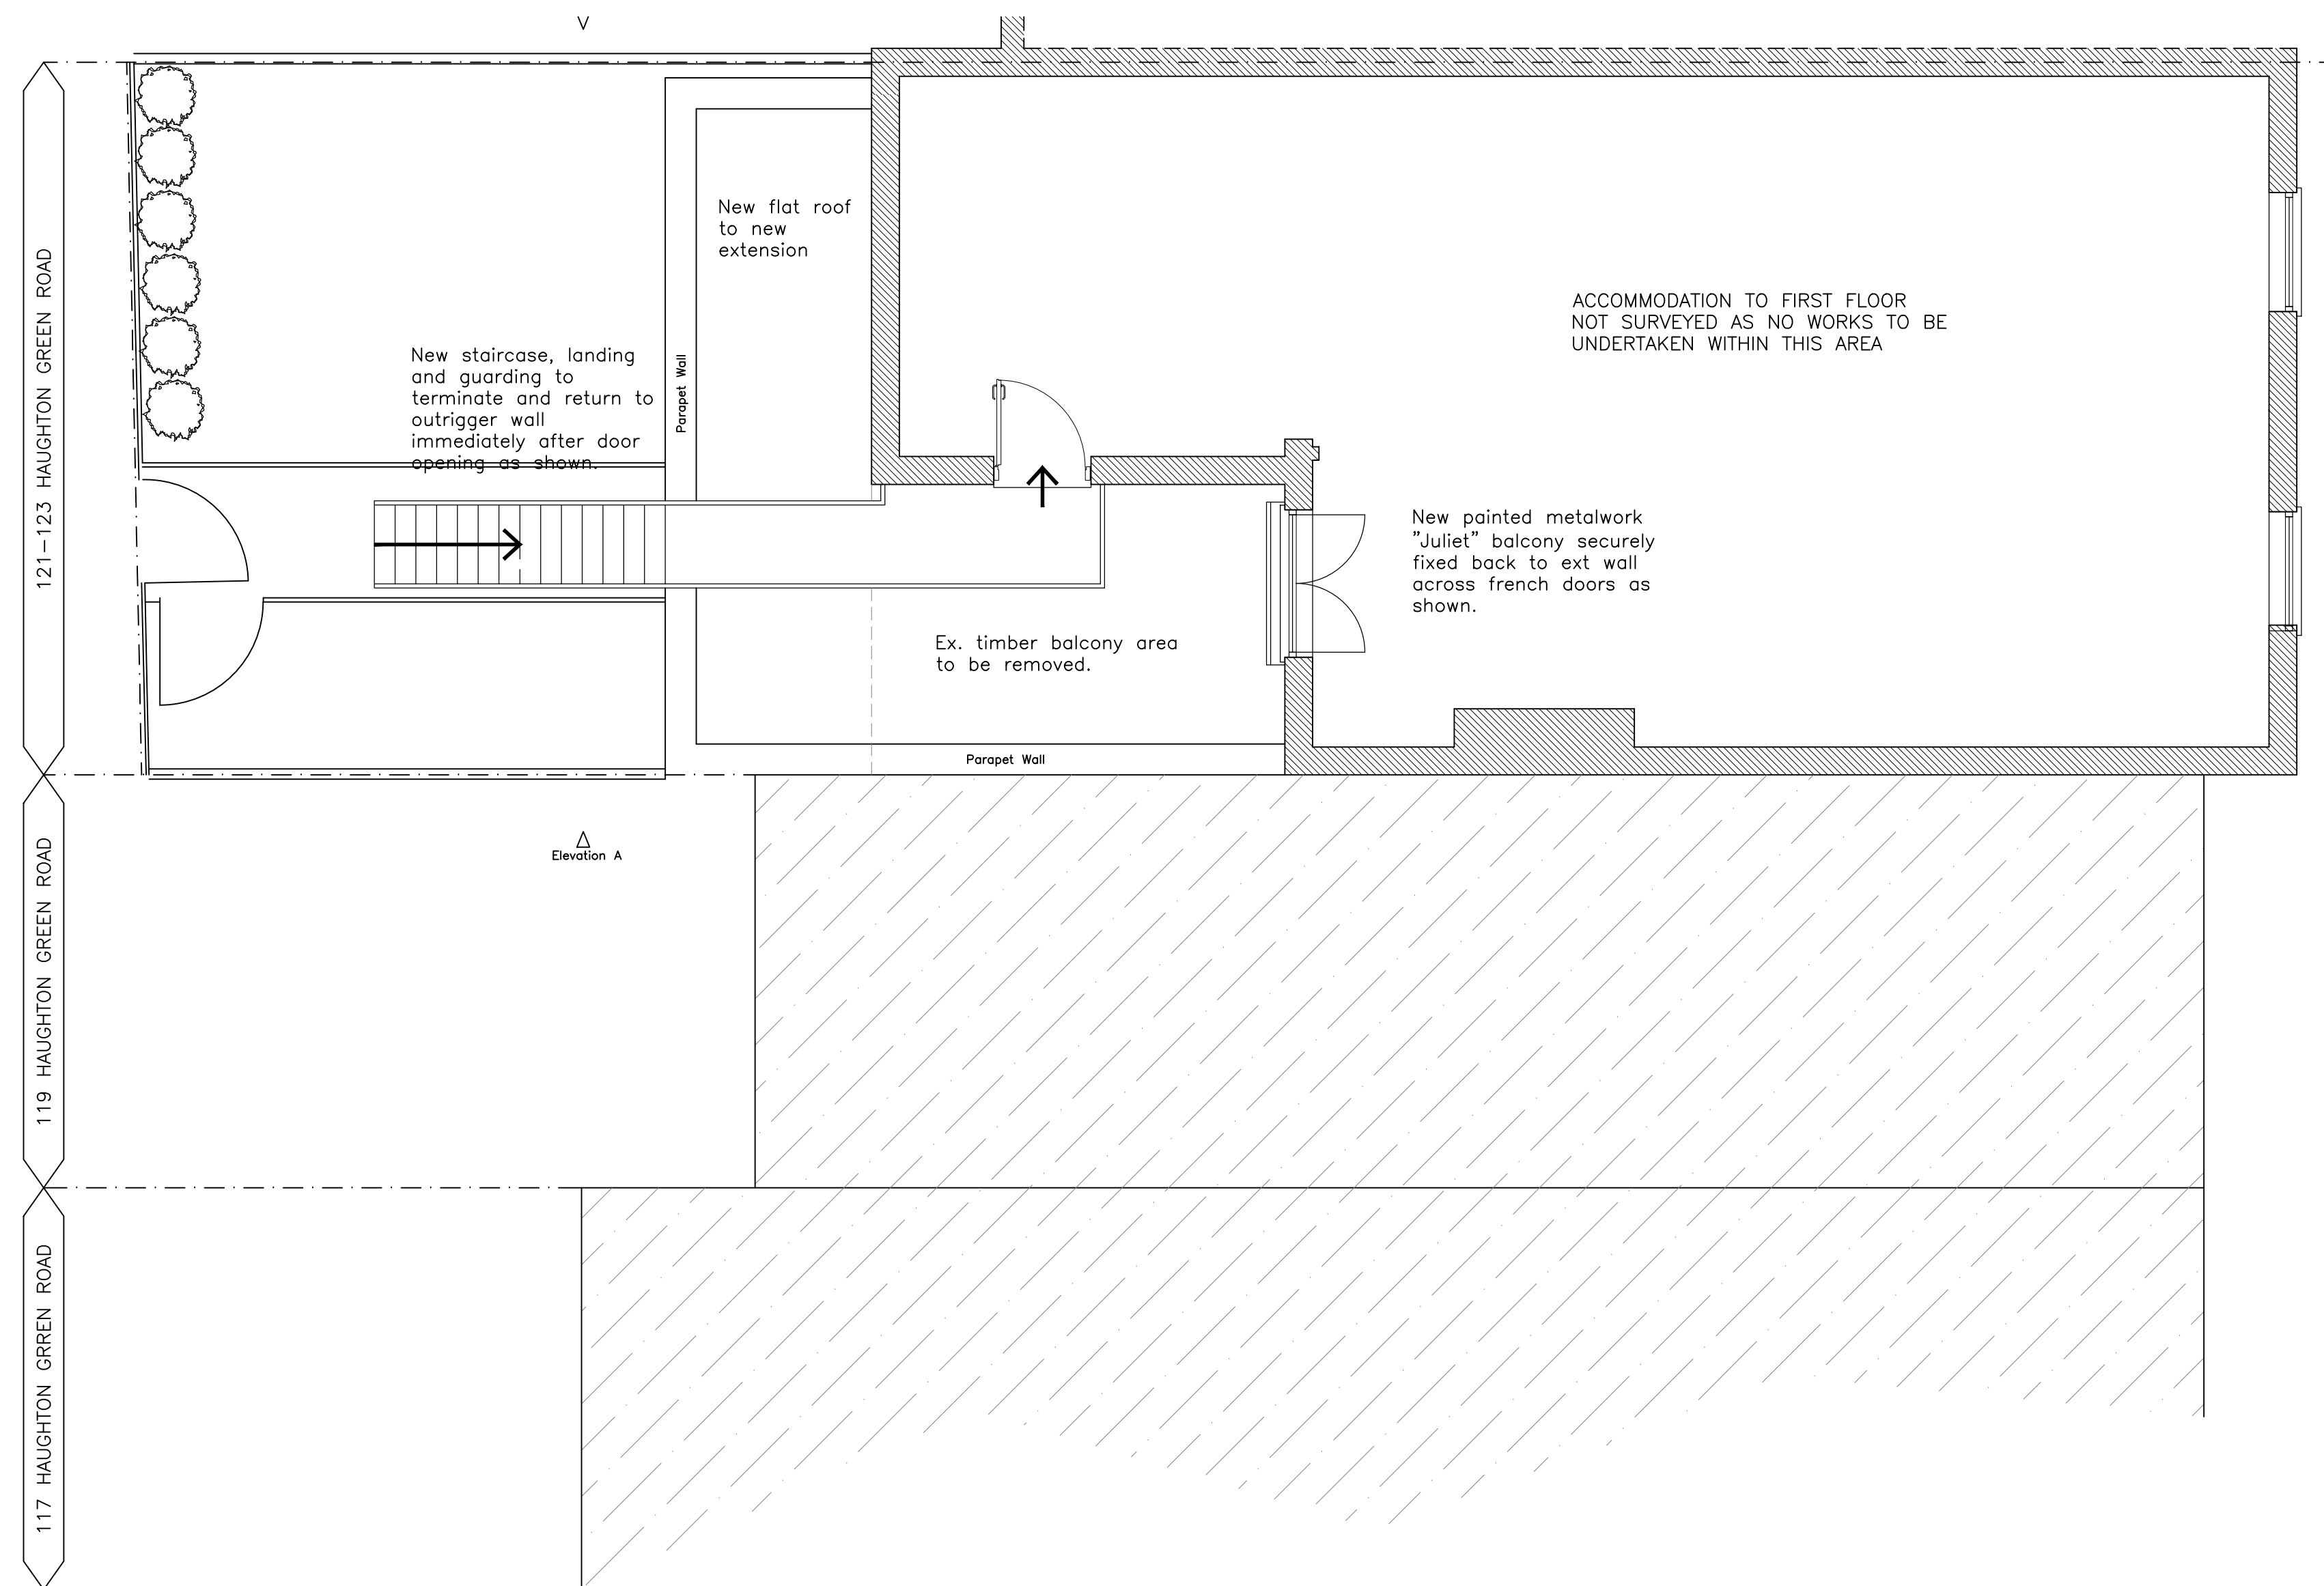 New flat roof
to new
extension
ACCOMMODATION TO FIRST FLOOR
NOT SURVEYED AS NO WORKS TO BE
UNDERTAKEN WITHIN THIS AREA
New staircase, landing
and guarding to
terminate and return to
outrigger wall
immediately after door
opening as shown.
Parapet Wall
New painted metalwork
"Juliet" balcony securely
fixed back to ext wall
across french doors as
shown.
Ex. timber balcony area
to be removed.
Parapet Wall
Elevation A
121-123 HAUGHTON GREEN ROAD
119 HAUGHTON GREEN ROAD
117 HAUGHTON GRREN ROAD